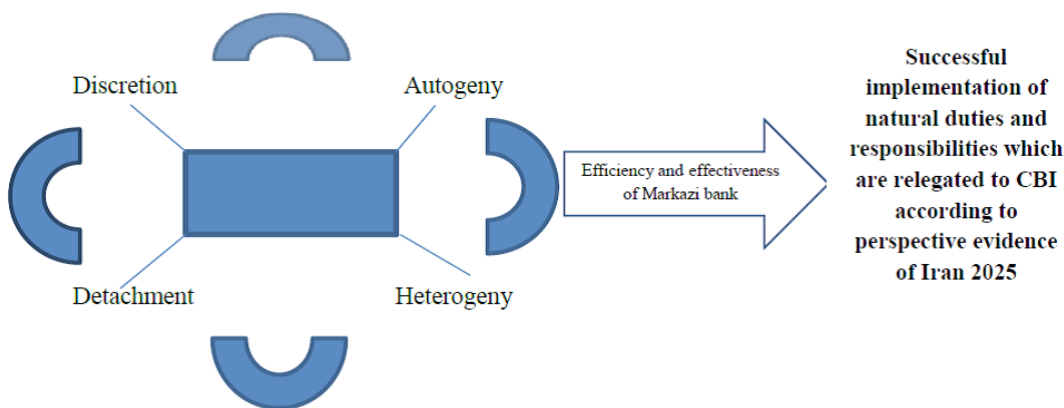 Discretion
Autogeny
Detachment
Heterogeny
Efficiency and effectiveness
of Markazi bank
Successful
implementation of
natural duties and
responsibilities which
are relegated to CBI
according to
perspective evidence
of Iran 2025